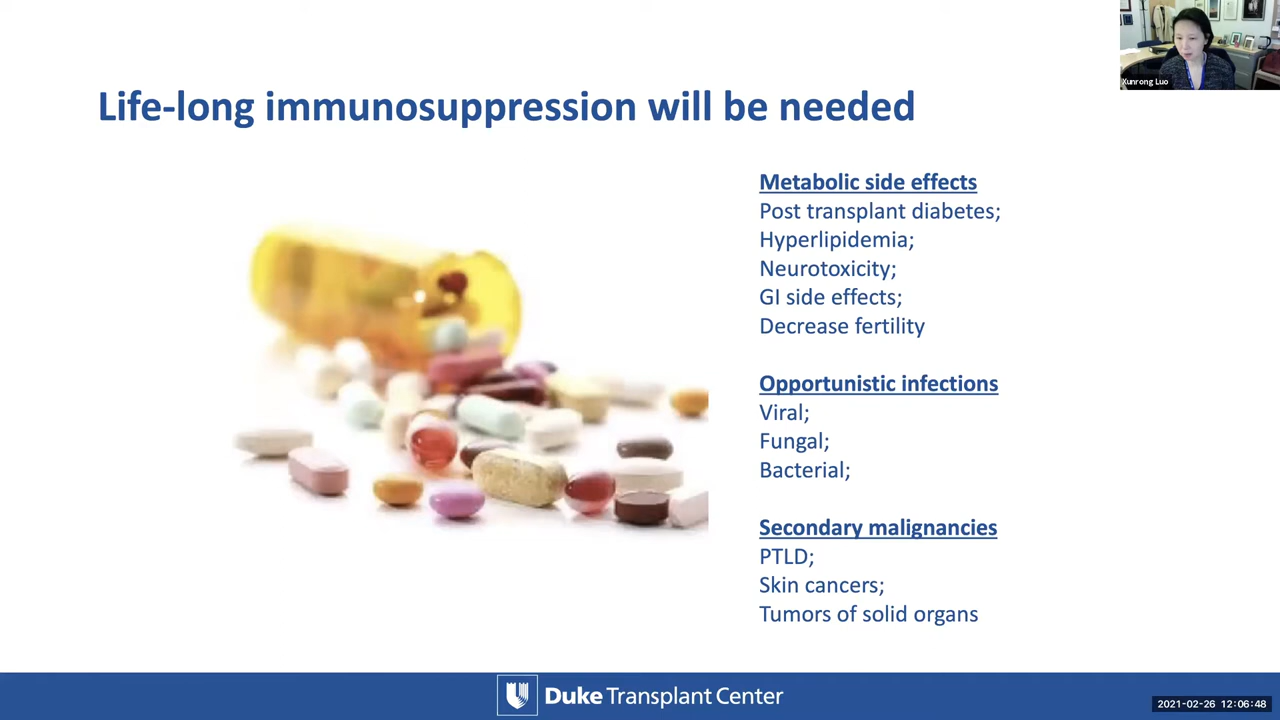 Xunrong Luo
Life-long immunosuppression will be needed
Metabolic side effects
Post transplant diabetes;
Hyperlipidemia;
Neurotoxicity;
GI side effects;
Decrease fertility
Opportunistic infections
Viral;
Fungal;
Bacterial;
Secondary malignancies
PTLD;
Skin cancers;
Tumors of solid organs
Duke Transplant Center
2021-02-26 12:06:48